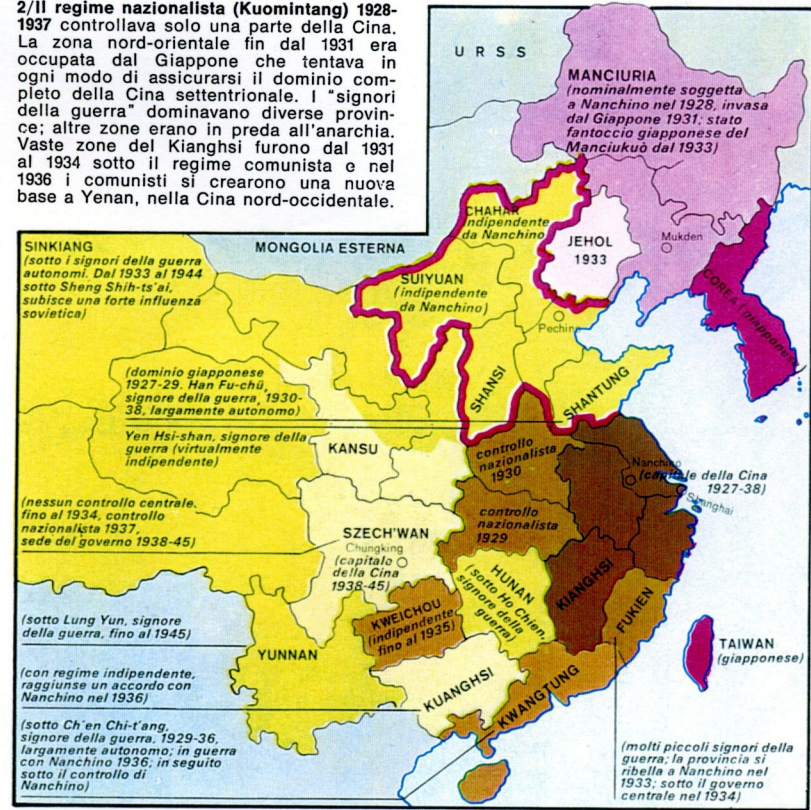 2/Il regime nazionalista (Kuomintang) 1928-
1937 controllava solo una parte della Cina.
La zona nord-orientale fin dal 1931 era
occupata dal Giappone che tentava in
ogni modo di assicurarsi il dominio com-
pleto della Cina settentrionale. I "signori
della guerra" dominavano diverse provin-
ce; altre zone erano in preda all'anarchia.
Vaste zone del Kianghsi furono dal 1931
al 1934 sotto il regime comunista e nel
1936 i comunisti si crearono una nuova
base a Yenan, nella Cina nord-occidentale.
URSS
MANCIURIA
(nominalmente soggetta
a Nanchino nel 1928, invasa
dal Giappone 1931; stato
fantoccio giapponese del
Manciukuò dal 1933)
CHAHAR
indipendente
da Nanchino)
JEHOL
1933
Mukden
COREA (giapponese)
SINKIANG
(sotto i signori della guerra
autonomi. Dal 1933 al 1944
sotto Sheng Shih-ts'ai,
subisce una forte influenza
sovietica)
MONGOLIA ESTERNA
SUIYUAN
(indipendente
da Nanchino)
Pechino
SHANSI
SHANTUNG
(dominio giapponese
1927-29. Han Fu-chü,
signore della guerra, 1930-
38, largamente autonomo)
Yen Hsi-shan, signore della
guerra (virtualmente
indipendente)
KANSU
controllo
nazionalista
1930
Nanchino
(capitale della Cina
1927-38)
Shanghai
(nessun controllo centrale
fino al 1934, controllo
nazionalista 1937,
sede del governo 1938-45)
controllo
nazionalista
1929
SZECH'WAN
Chungking
(capitale
della Cina
1938-45)
HUNAN
(sotto Ho Chien,
signore della
guerra)
KIANGHSI
FUKIEN
KWEICHOU
(indipendente
fino al 1935)
(sotto Lung Yun, signore
della guerra, fino al 1945)
YUNNAN
TAIWAN
(giapponese)
(con regime indipendente,
raggiunse un accordo con
Nanchino nel 1936)
KUANGHSI
KWANGTUNG
(sotto Ch'en Chi-t'ang,
signore della guerra, 1929-36,
largamente autonomo; in guerra
con Nanchino 1936; in seguito
sotto il controllo di
Nanchino)
(molti piccoli signori della
guerra; la provincia si
ribella a Nanchino nel
1933; sotto il governo
centrale nel 1934)